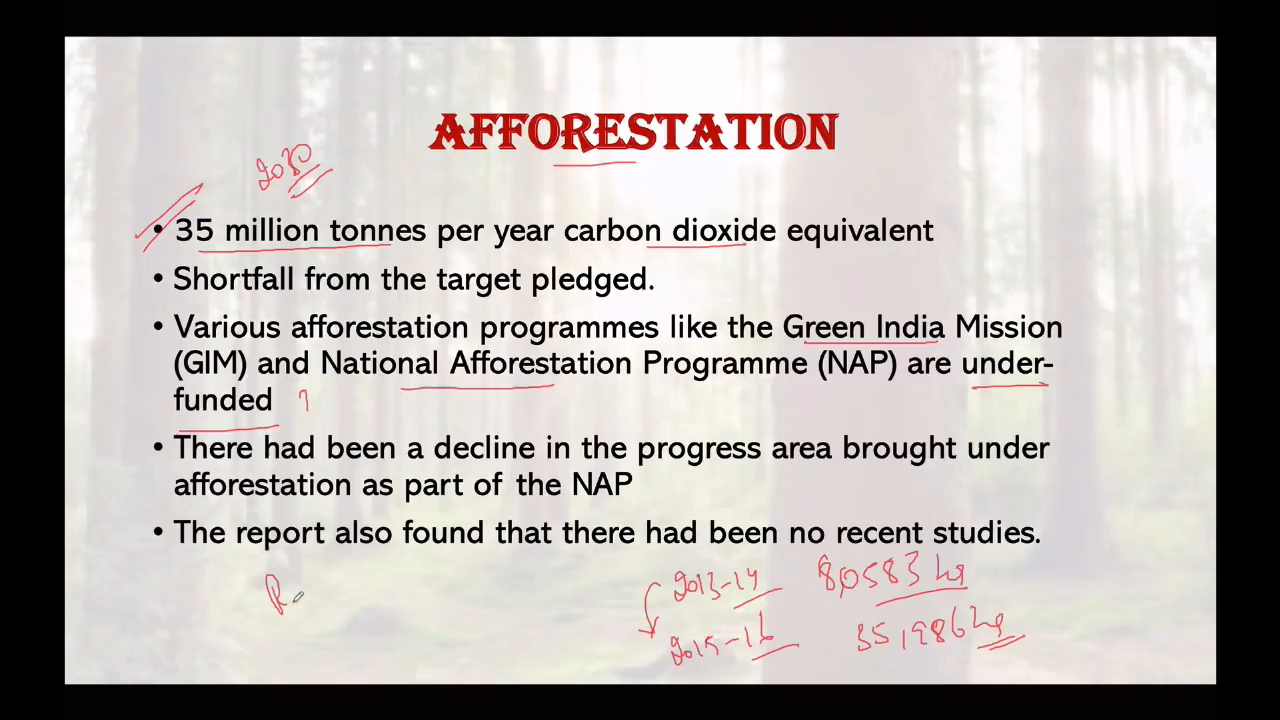 AFFORESTATION
2030
• 35 million tonnes per year carbon dioxide equivalent
• Shortfall from the target pledged.
• Various afforestation programmes like the Green India Mission
(GIM) and National Afforestation Programme (NAP) are under-
funded
• There had been a decline in the progress area brought under
afforestation as part of the NAP
• The report also found that there had been no recent studies.
2013-14 80583 ha
2015-16 35,986 ha
R